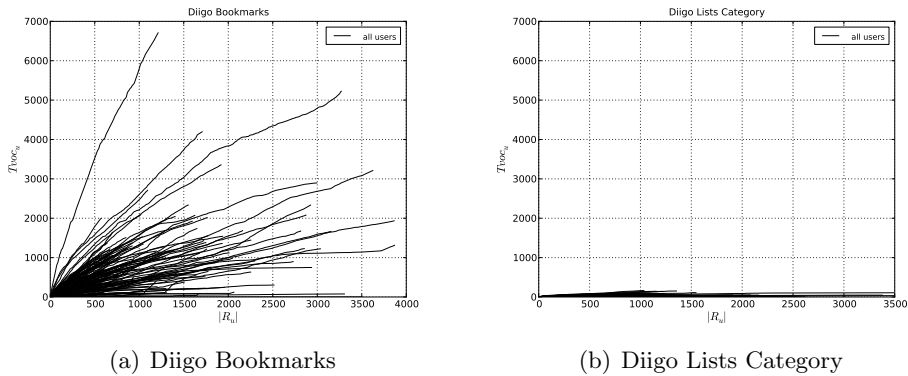 Diigo Bookmarks
all users
7000
6000
5000
4000
3000
2000
1000
0
Tvoc_u
0 500 1000 1500 2000 2500 3000 3500 4000
|R_u|
(a) Diigo Bookmarks
Diigo Lists Category
all users
7000
6000
5000
4000
3000
2000
1000
0
Tvoc_u
0 500 1000 1500 2000 2500 3000 3500
|R_u|
(b) Diigo Lists Category